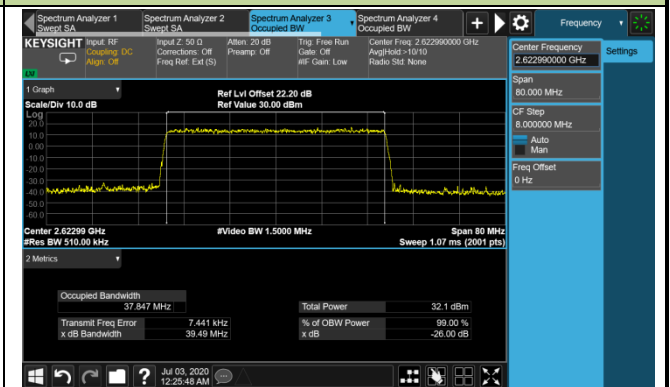 Spectrum Analyzer 1
Swept SA
Spectrum Analyzer 2
Swept SA
Spectrum Analyzer 3
Occupied BW
Spectrum Analyzer 4
Occupied BW
+
Frequency
KEYSIGHT
Input: RF
Coupling: DC
Align: Off
Input Z: 50 Ω
Corrections: Off
Freq Ref: Ext (S)
Atten: 20 dB
Preamp: Off
Trig: Free Run
Gate: Off
#IF Gain: Low
Center Freq: 2.622990000 GHz
Avg|Hold:>10/10
Radio Std: None
LXI
Center Frequency
2.622990000 GHz
Settings
Span
80.000 MHz
CF Step
8.000000 MHz
Auto
Man
Freq Offset
0 Hz
1 Graph
Ref Lvl Offset 22.20 dB
Scale/Div 10.0 dB
Ref Value 30.00 dBm
Log
20.0
10.0
0.00
-10.0
-20.0
-30.0
-40.0
-50.0
-60.0
Center 2.62299 GHz
#Video BW 1.5000 MHz
Span 80 MHz
#Res BW 510.00 kHz
Sweep 1.07 ms (2001 pts)
2 Metrics
Occupied Bandwidth
37.847 MHz
Total Power
32.1 dBm
Transmit Freq Error
7.441 kHz
% of OBW Power
99.00 %
x dB Bandwidth
39.49 MHz
x dB
-26.00 dB
?
Jul 03, 2020
12:25:48 AM